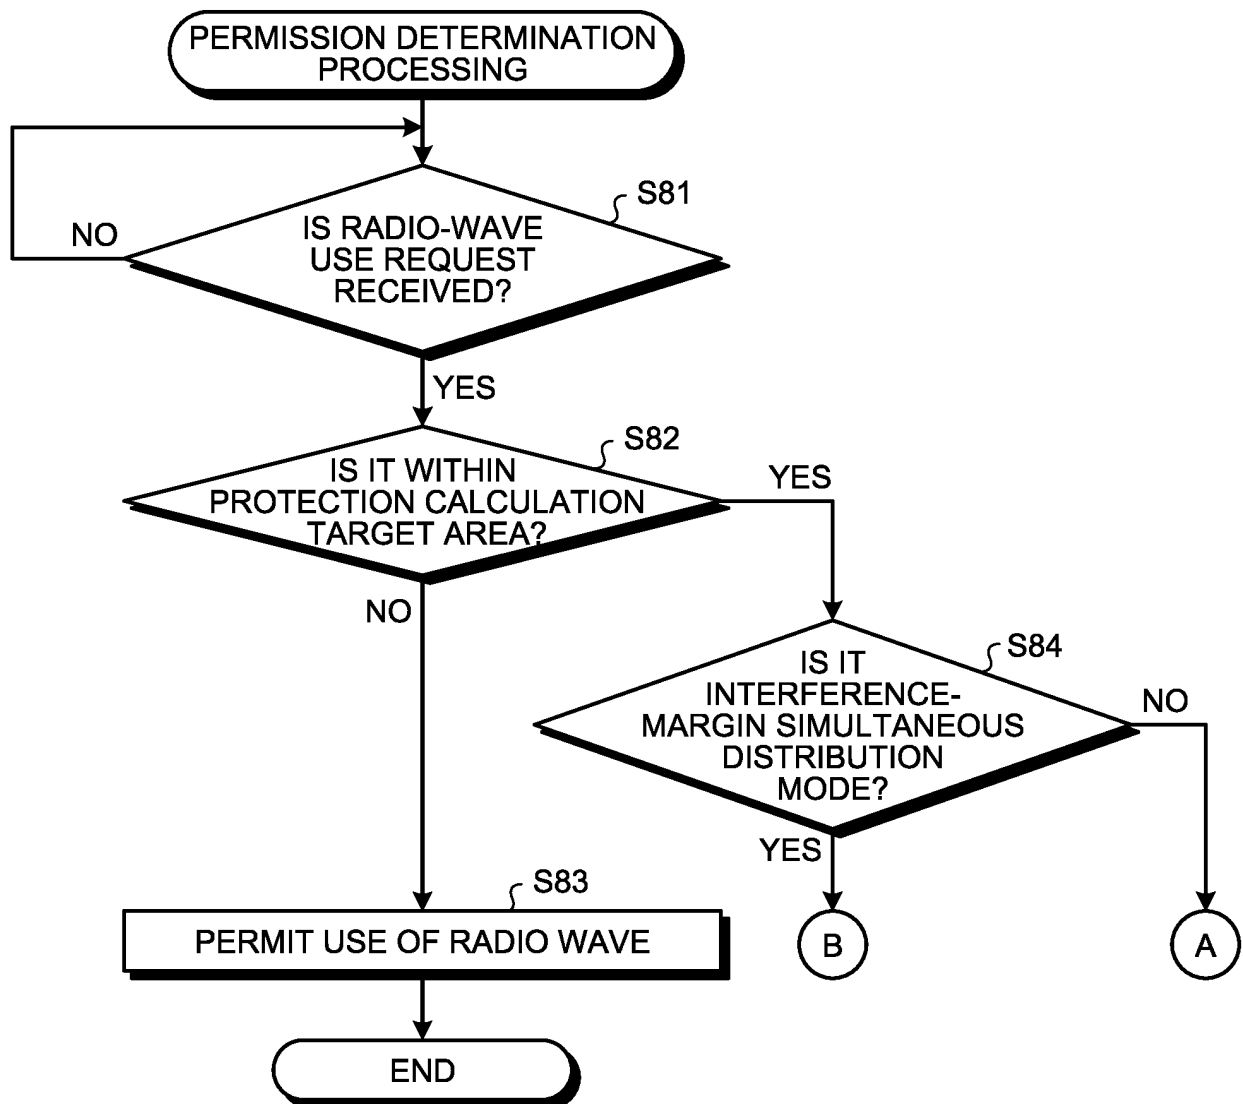 PERMISSION DETERMINATION
PROCESSING
S81
NO
IS RADIO-WAVE
USE REQUEST
RECEIVED?
YES
S82
IS IT WITHIN
PROTECTION CALCULATION
TARGET AREA?
YES
NO
S84
IS IT
INTERFERENCE-
MARGIN SIMULTANEOUS
DISTRIBUTION
MODE?
NO
YES
S83
PERMIT USE OF RADIO WAVE
B
A
END